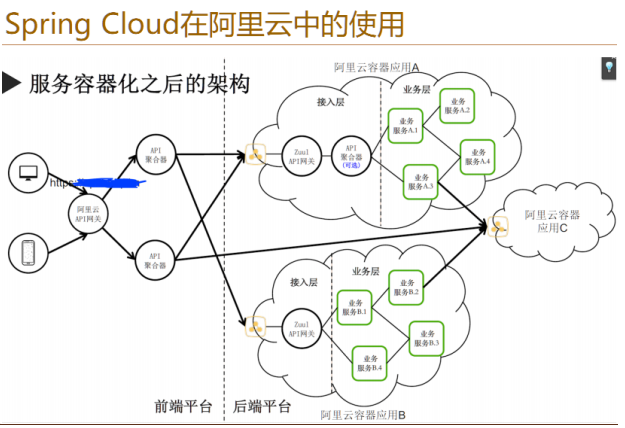 Spring Cloud在阿里云中的使用
服务容器化之后的架构
https
阿里云
API网关
API
聚合器
API
聚合器
前端平台
后端平台
阿里云容器应用A
接入层
业务层
Zuul
API网关
API
聚合器
(可选)
业务
服务A.1
业务
服务A.2
业务
服务A.3
业务
服务A.4
阿里云容器
应用C
接入层
业务层
Zuul
API网关
业务
服务B.1
业务
服务B.2
业务
服务B.3
业务
服务B.4
阿里云容器应用B